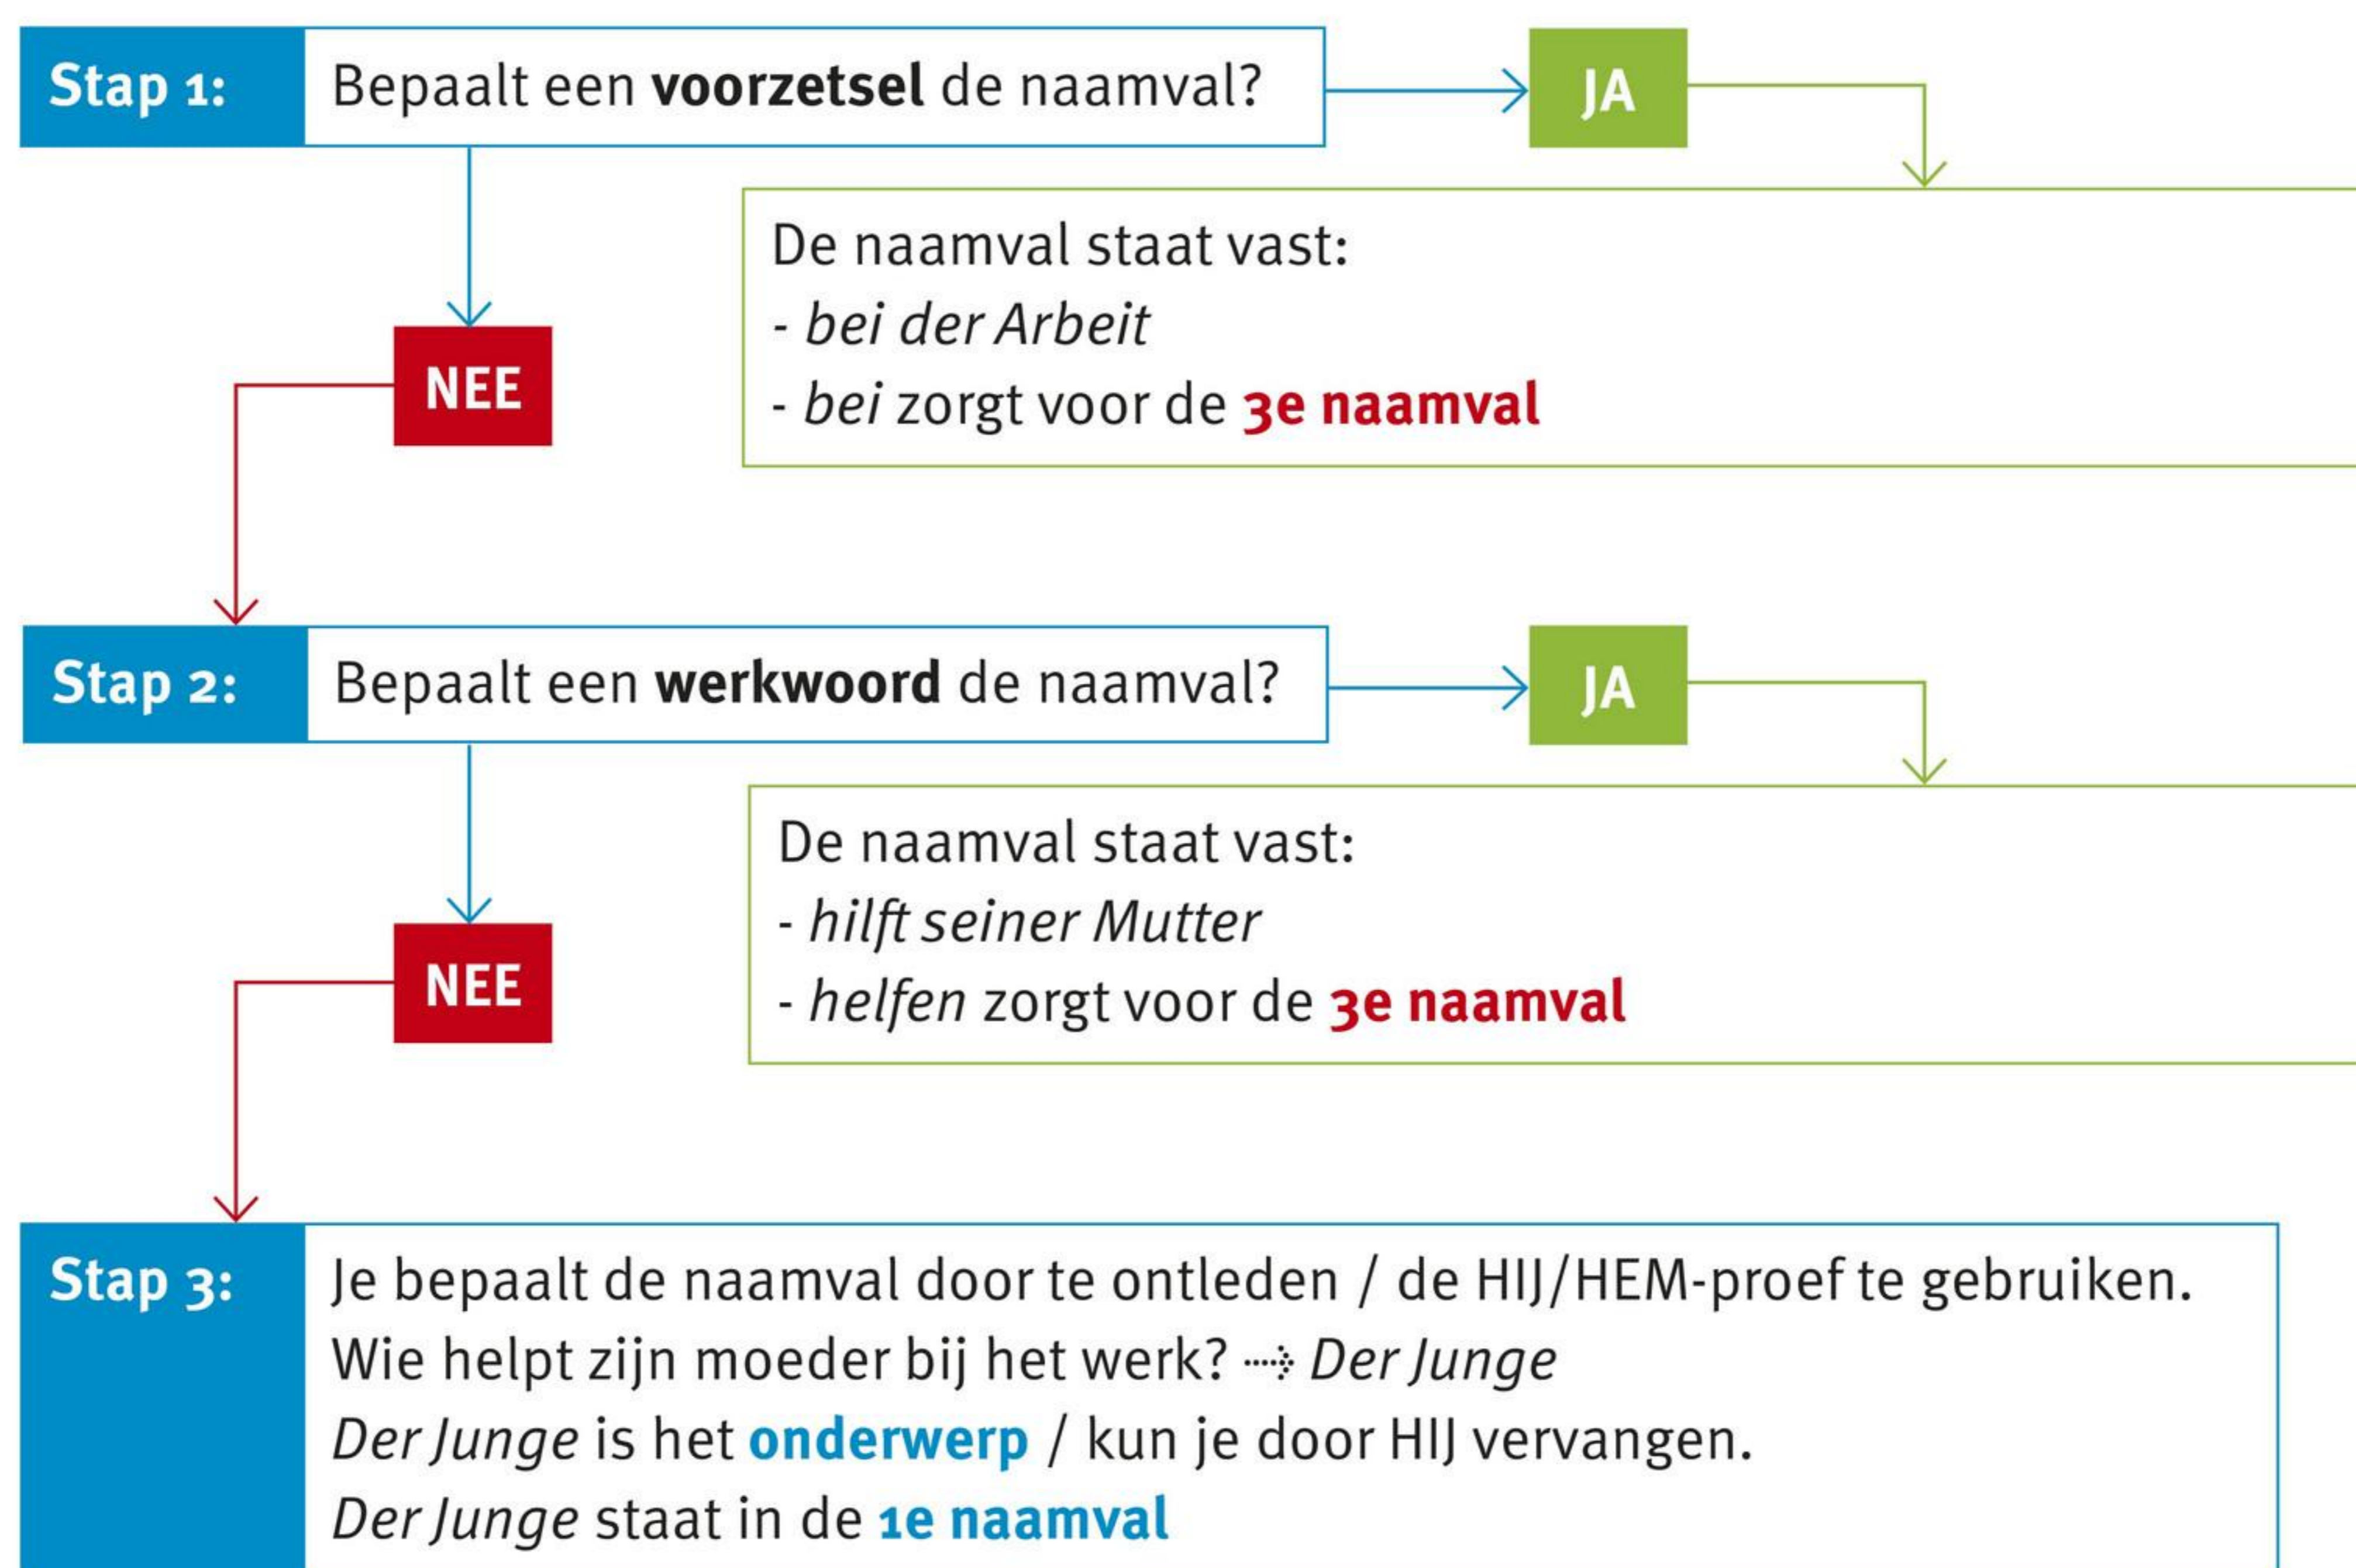 Stap 1: Bepaalt een voorzetsel de naamval? JA
De naamval staat vast:
- bei der Arbeit
NEE
- bei zorgt voor de 3e naamval
Stap 2: Bepaalt een werkwoord de naamval? JA
De naamval staat vast:
- hilft seiner Mutter
NEE
- helfen zorgt voor de 3e naamval
Stap 3: Je bepaalt de naamval door te ontleden / de HIJ/HEM-proef te gebruiken.
Wie helpt zijn moeder bij het werk? ⇢ Der Junge
Der Junge is het onderwerp / kun je door HIJ vervangen.
Der Junge staat in de 1e naamval